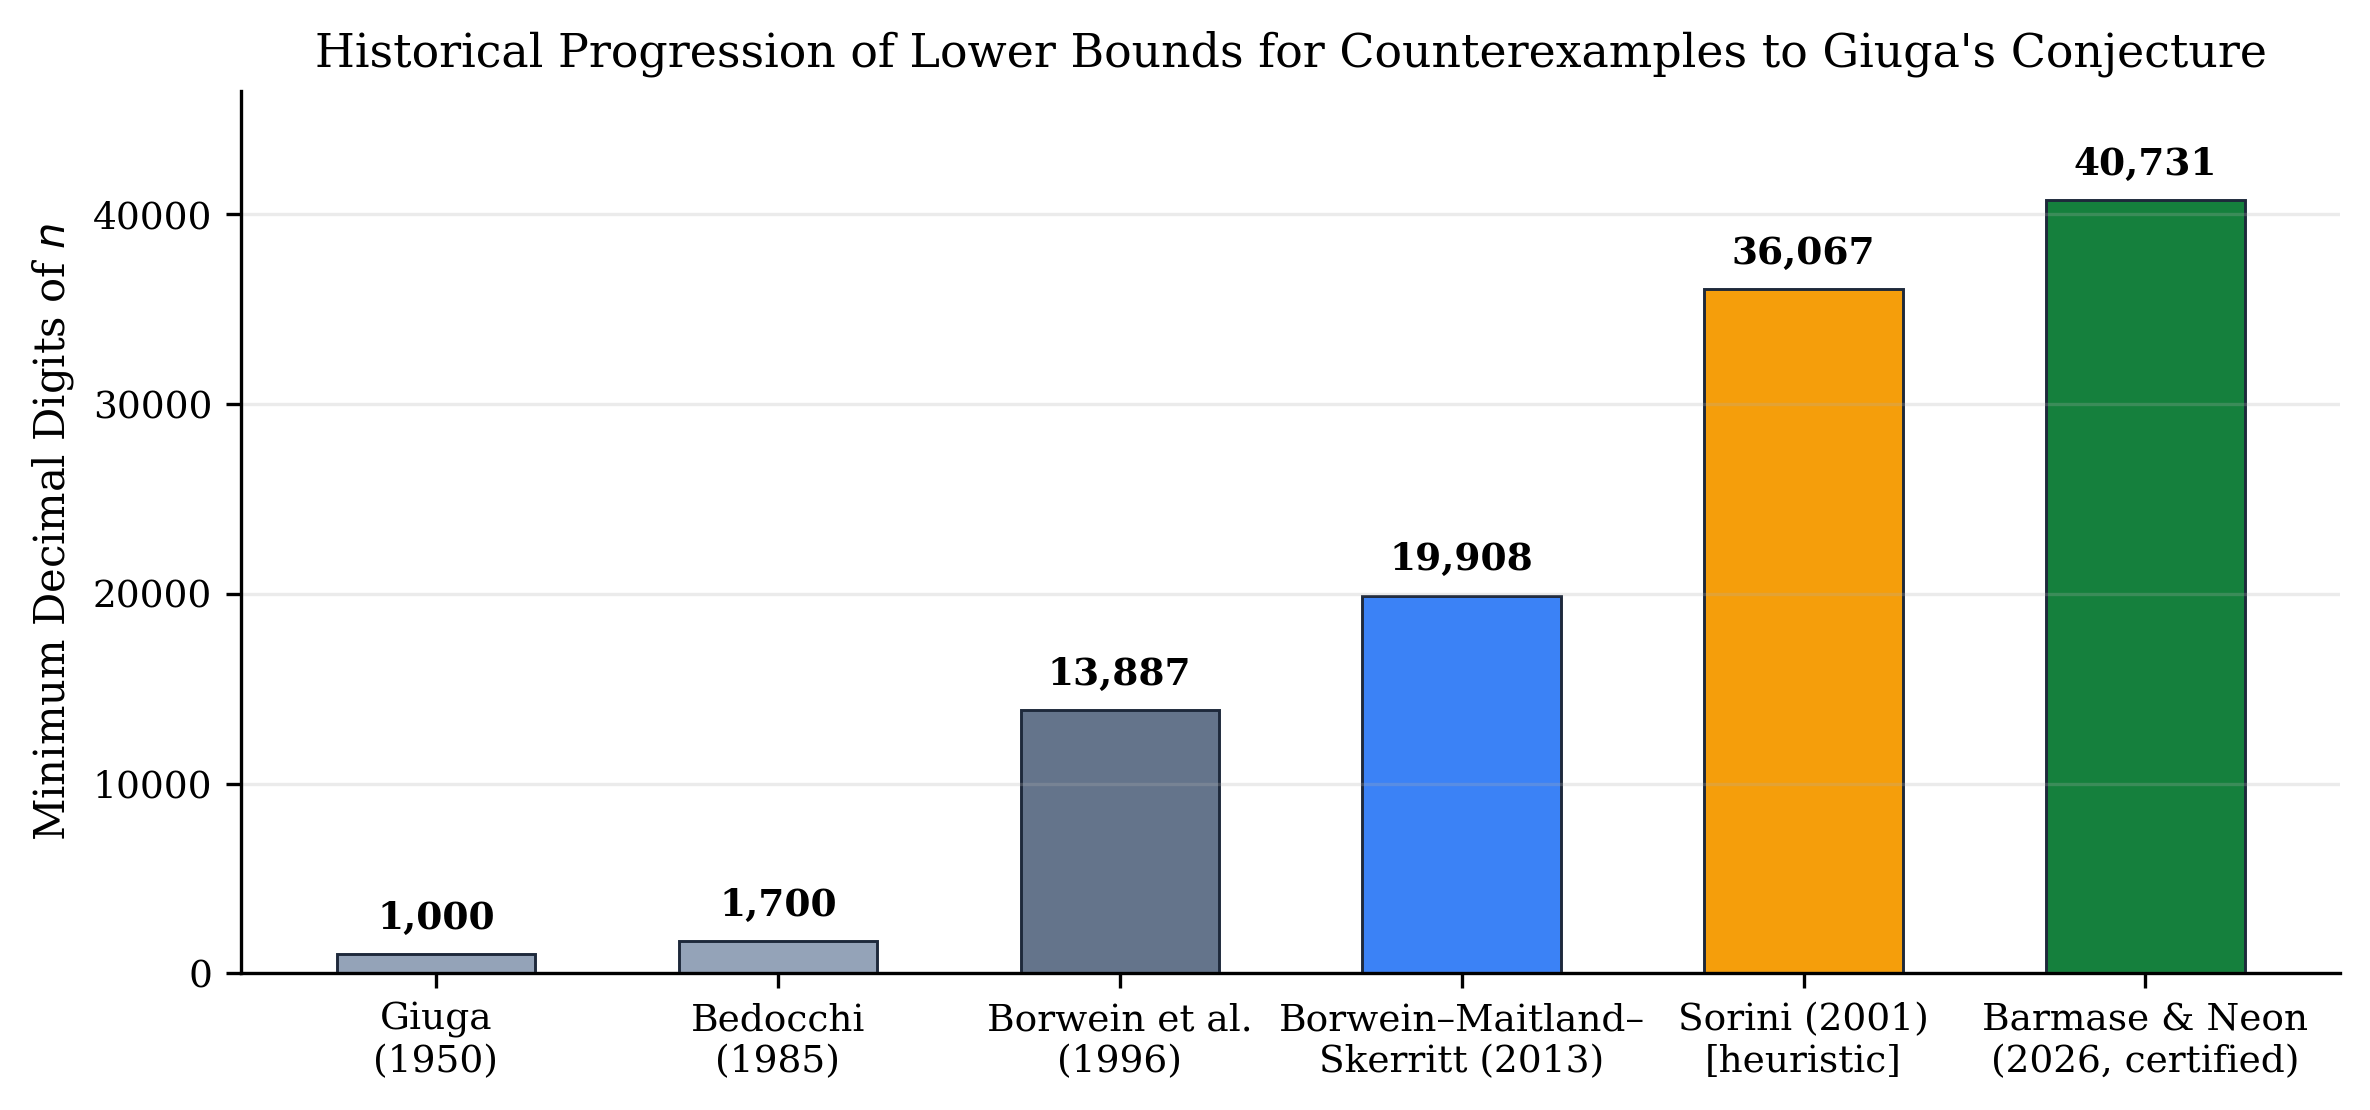 Historical Progression of Lower Bounds for Counterexamples to Giuga's Conjecture
Minimum Decimal Digits of n
40000
30000
20000
10000
0
1,000
1,700
13,887
19,908
36,067
40,731
Giuga
(1950)
Bedocchi
(1985)
Borwein et al.
(1996)
Borwein–Maitland–
Skerritt (2013)
Sorini (2001)
[heuristic]
Barmase & Neon
(2026, certified)